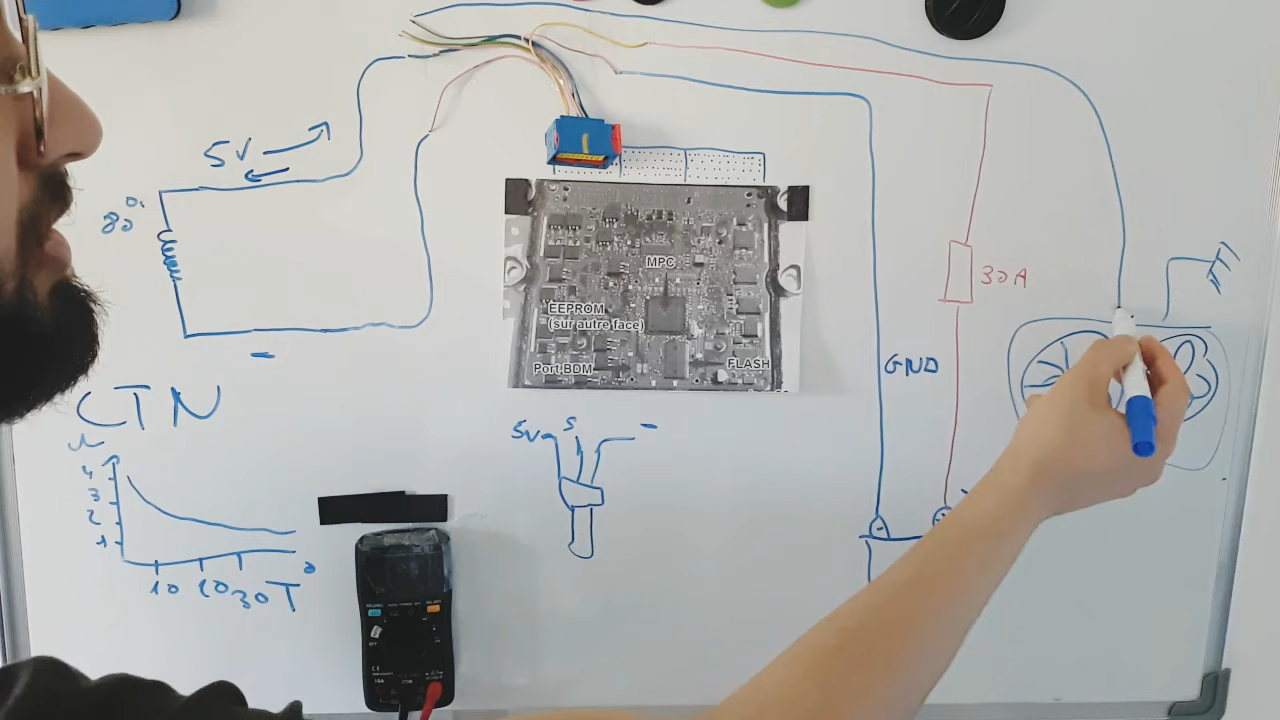 5V
80°
MPC
EEPROM
(sur autre face)
Port BDM
FLASH
30A
GND
CTN
4
3
2
1
10 20 30 T°
5V S -